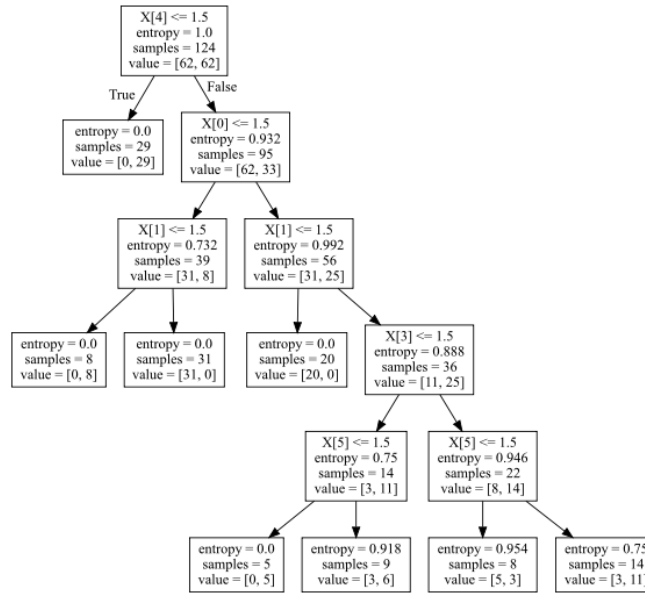 X[4] <= 1.5
entropy = 1.0
samples = 124
value = [62, 62]
True
False
entropy = 0.0
samples = 29
value = [0, 29]
X[0] <= 1.5
entropy = 0.932
samples = 95
value = [62, 33]
X[1] <= 1.5
entropy = 0.732
samples = 39
value = [31, 8]
X[1] <= 1.5
entropy = 0.992
samples = 56
value = [31, 25]
entropy = 0.0
samples = 8
value = [0, 8]
entropy = 0.0
samples = 31
value = [31, 0]
entropy = 0.0
samples = 20
value = [20, 0]
X[3] <= 1.5
entropy = 0.888
samples = 36
value = [11, 25]
X[5] <= 1.5
entropy = 0.75
samples = 14
value = [3, 11]
X[5] <= 1.5
entropy = 0.946
samples = 22
value = [8, 14]
entropy = 0.0
samples = 5
value = [0, 5]
entropy = 0.918
samples = 9
value = [3, 6]
entropy = 0.954
samples = 8
value = [5, 3]
entropy = 0.75
samples = 14
value = [3, 11]